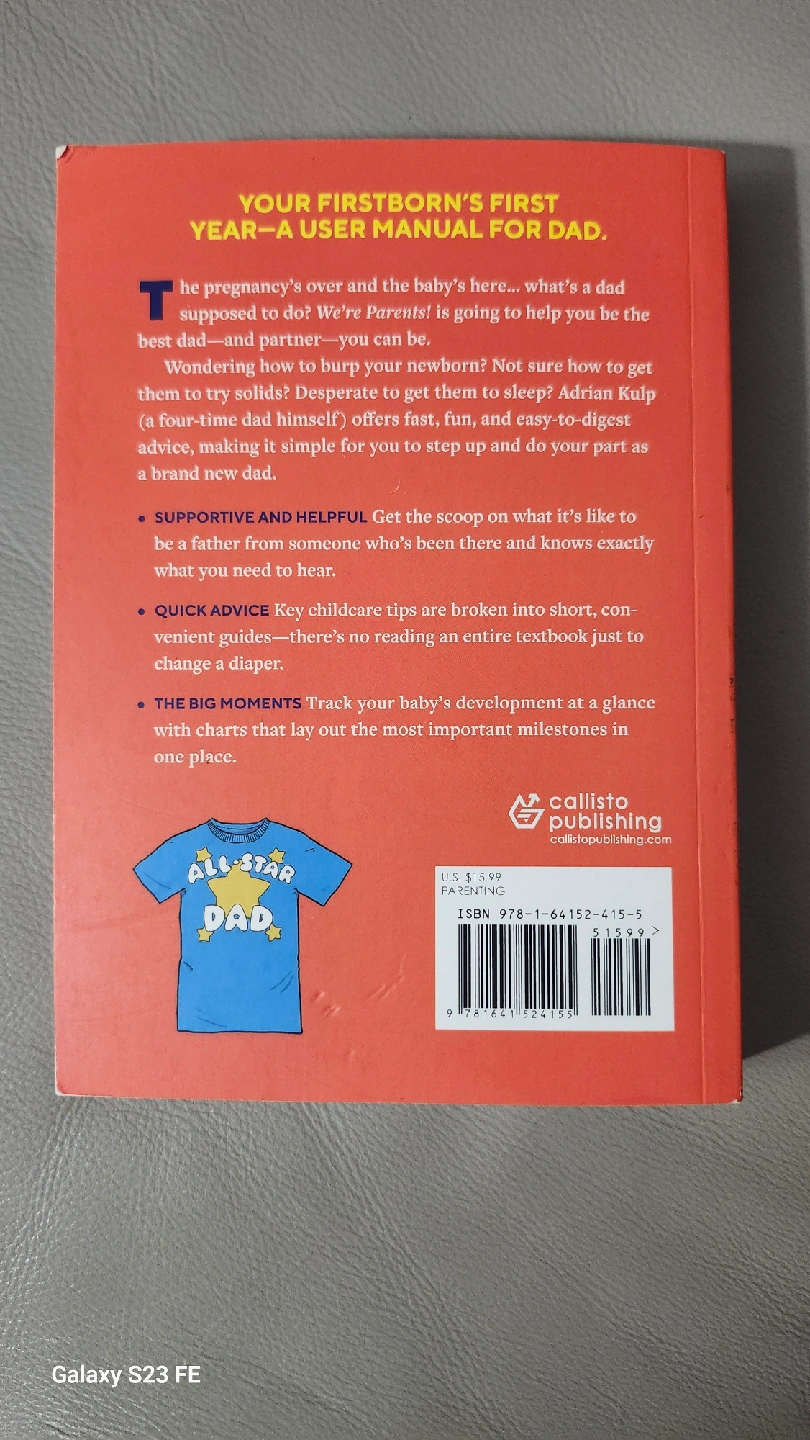 YOUR FIRSTBORN'S FIRST
YEAR—A USER MANUAL FOR DAD.
The pregnancy's over and the baby's here... what's a dad
supposed to do? We're Parents! is going to help you be the
best dad—and partner—you can be.
Wondering how to burp your newborn? Not sure how to get
them to try solids? Desperate to get them to sleep? Adrian Kulp
(a four-time dad himself) offers fast, fun, and easy-to-digest
advice, making it simple for you to step up and do your part as
a brand new dad.
• SUPPORTIVE AND HELPFUL Get the scoop on what it's like to
be a father from someone who's been there and knows exactly
what you need to hear.
• QUICK ADVICE Key childcare tips are broken into short, con-
venient guides—there's no reading an entire textbook just to
change a diaper.
• THE BIG MOMENTS Track your baby's development at a glance
with charts that lay out the most important milestones in
one place.
callisto
publishing
callistopublishing.com
ALL★STAR
DAD
U.S. $15.99
PARENTING
ISBN 978-1-64152-415-5
51599>
9 781641 524155
Galaxy S23 FE